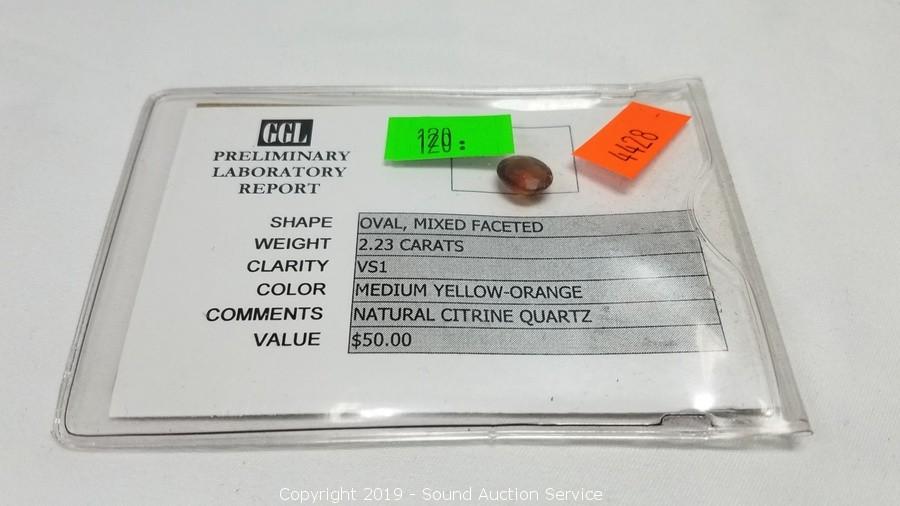 GGL
PRELIMINARY
LABORATORY
REPORT
120:
4428
SHAPE OVAL, MIXED FACETED
WEIGHT 2.23 CARATS
CLARITY VS1
COLOR MEDIUM YELLOW-ORANGE
COMMENTS NATURAL CITRINE QUARTZ
VALUE $50.00
Copyright 2019 - Sound Auction Service